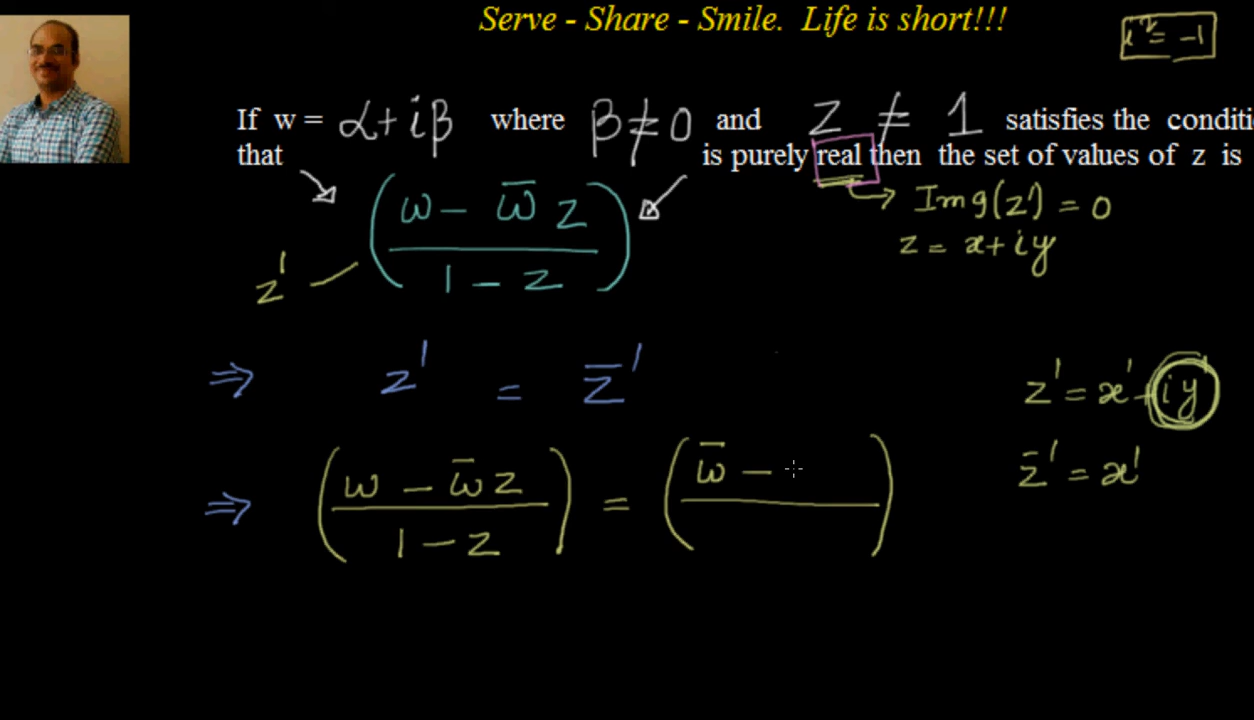 Serve - Share - Smile. Life is short!!!
i² = -1
If w = α + iβ where β ≠ 0 and z ≠ 1 satisfies the conditi
that is purely real then the set of values of z is
(ω - ω̅ z / 1 - z)
z' 
Img(z') = 0
z = x + iy
⇒ z' = z̅'
z' = x' + iy'
z̅' = x'
⇒ (ω - ω̅ z / 1 - z) = (ω̅ -